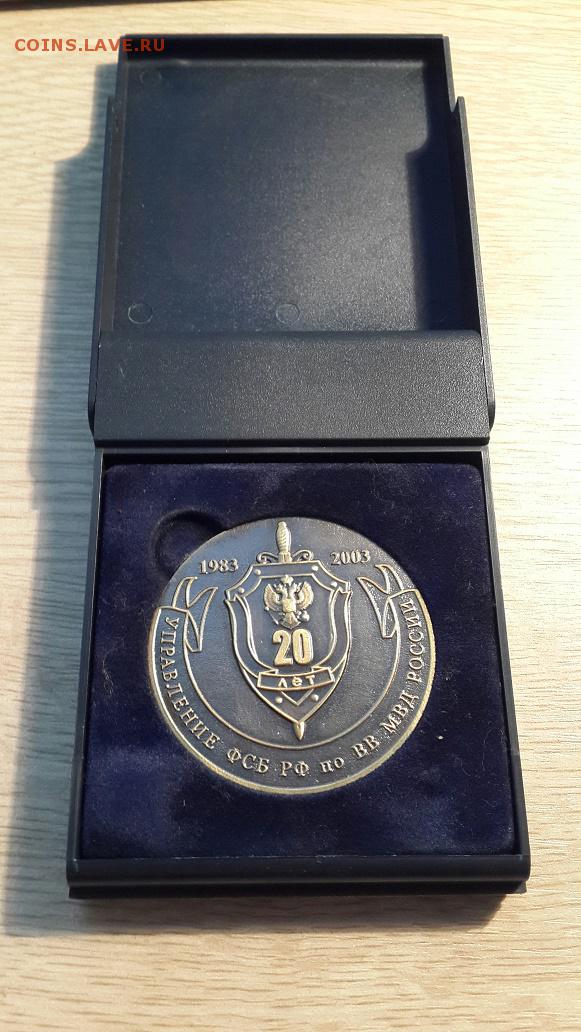 COINS.LAVE.RU
1983 2003
20
ЛЕТ
УПРАВЛЕНИЕ ФСБ РФ по ВВ МВД РОССИИ